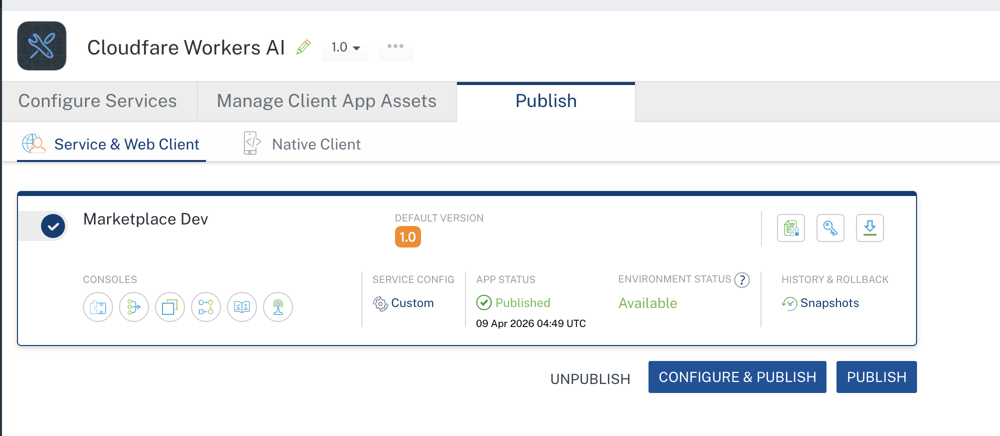 Cloudfare Workers AI
1.0
Configure Services
Manage Client App Assets
Publish
Service & Web Client
Native Client
Marketplace Dev
DEFAULT VERSION
1.0
CONSOLES
SERVICE CONFIG
Custom
APP STATUS
Published
09 Apr 2026 04:49 UTC
ENVIRONMENT STATUS ?
Available
HISTORY & ROLLBACK
Snapshots
UNPUBLISH
CONFIGURE & PUBLISH
PUBLISH